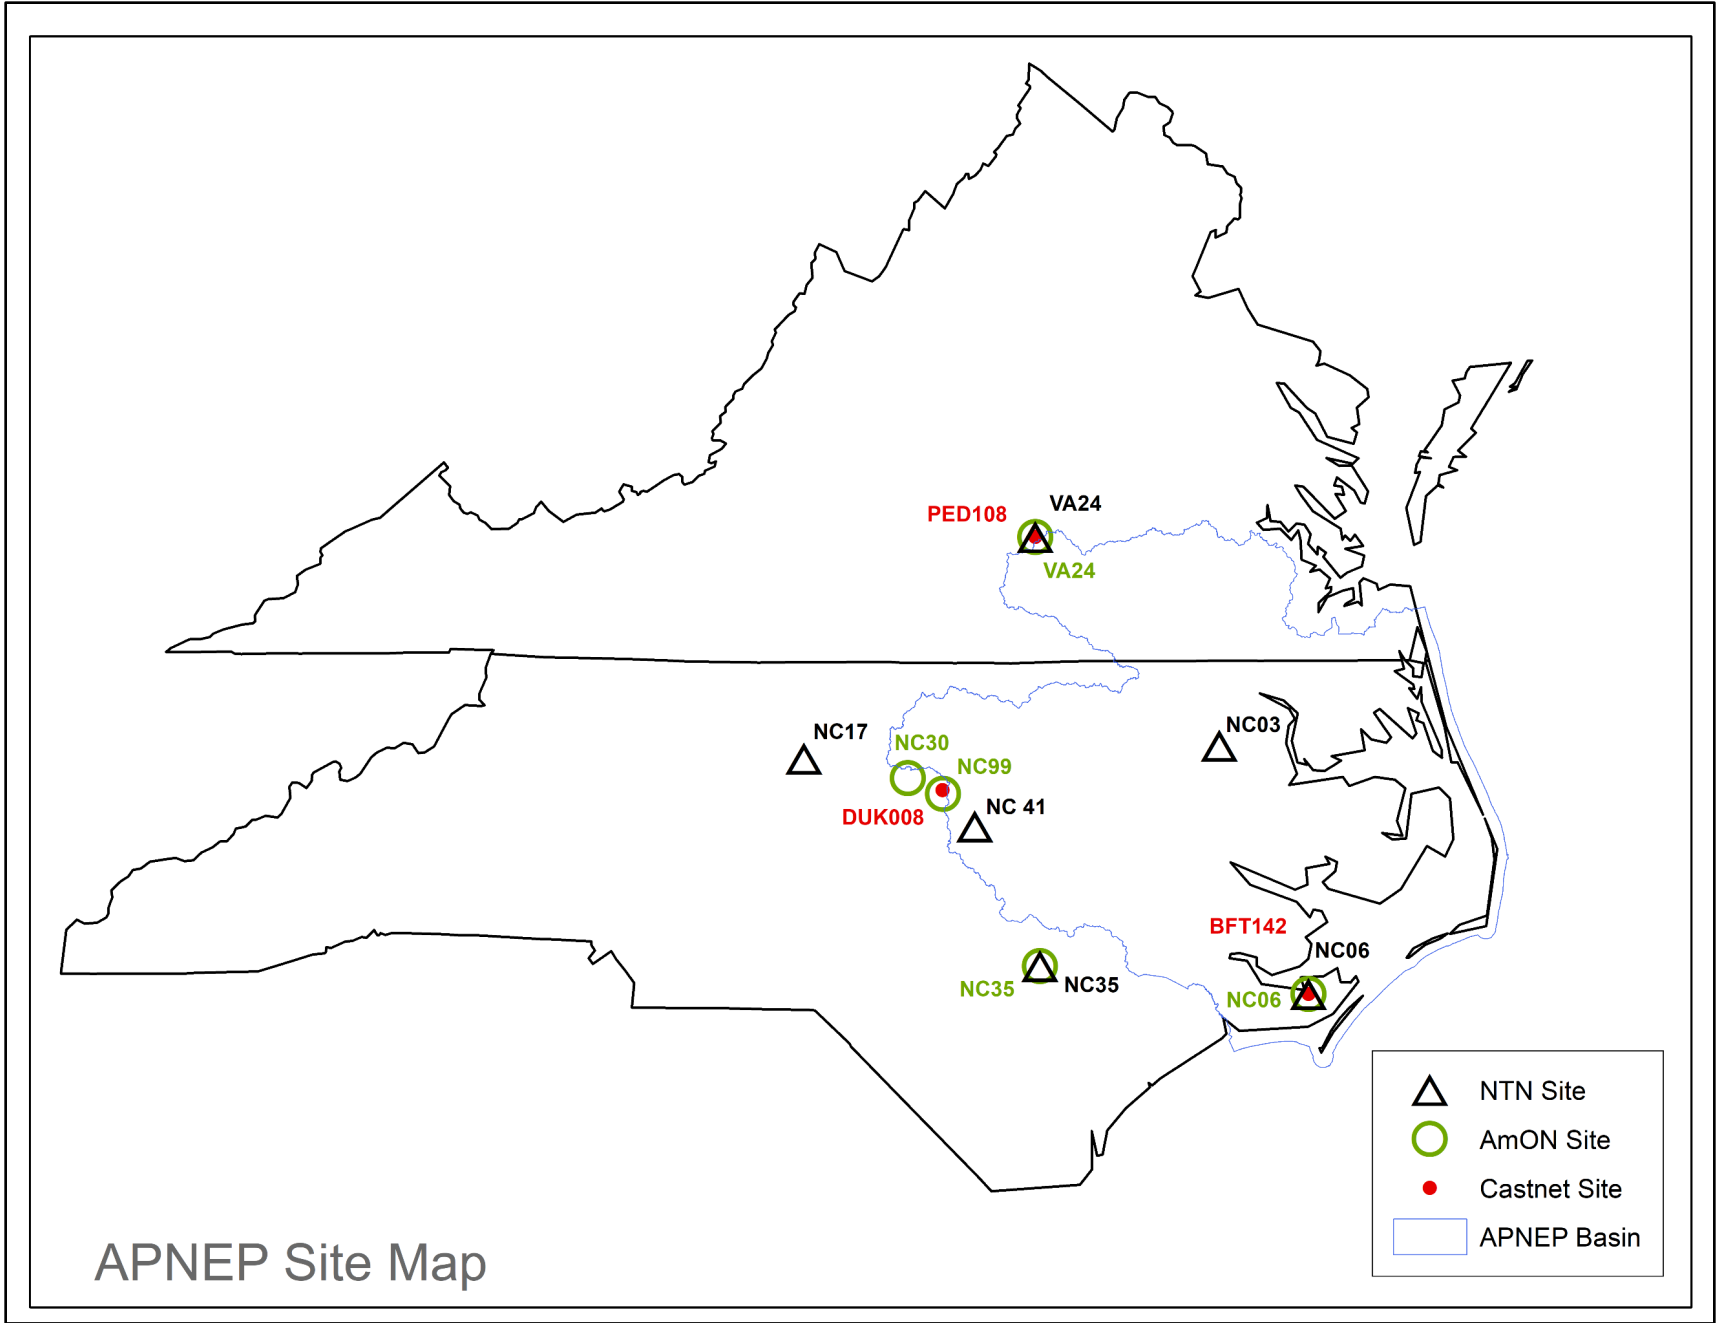 VA24
PED108
VA24
NC17
NC03
NC30
NC99
NC 41
DUK008
BFT142
NC06
NC35
NC35
NC06
NTN Site
AmON Site
Castnet Site
APNEP Basin
APNEP Site Map